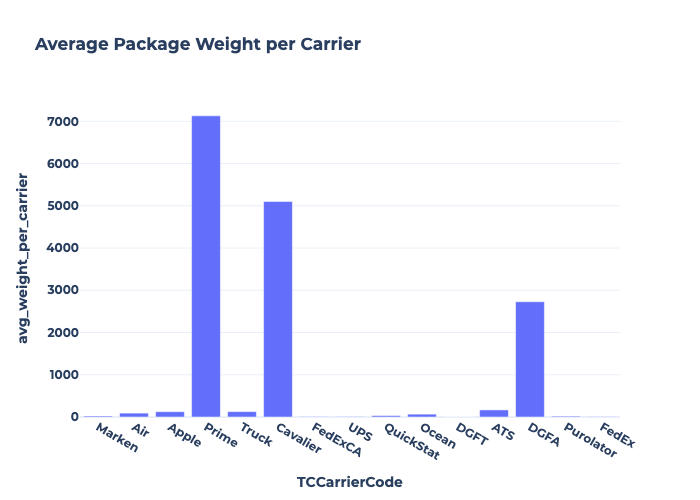 Average Package Weight per Carrier
7000
6000
5000
4000
3000
2000
1000
0
avg_weight_per_carrier
Marken
Air
Apple
Prime
Truck
Cavalier
FedExCA
UPS
QuickStat
Ocean
DGFT
ATS
DGFA
Purolator
FedEx
TCCarrierCode